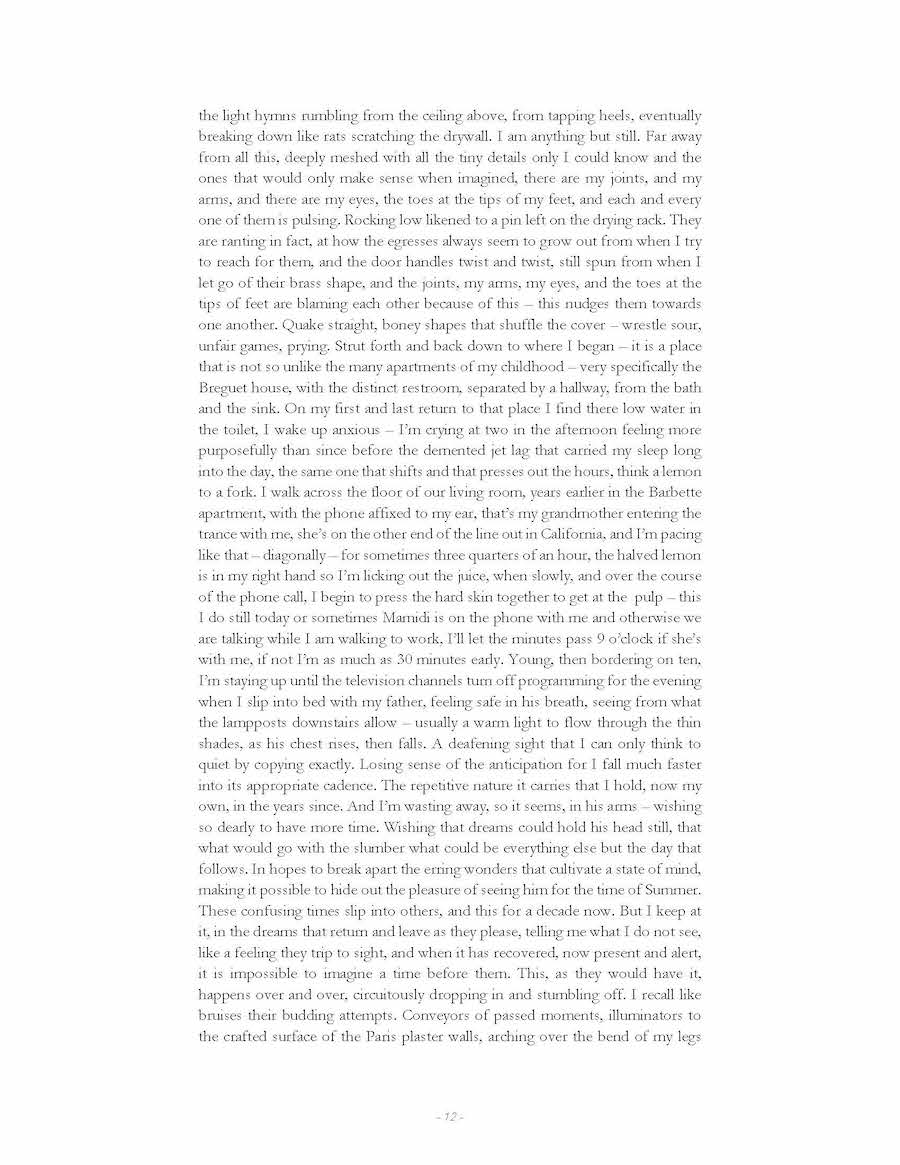 the light hymns rumbling from the ceiling above, from tapping heels, eventually
breaking down like rats scratching the drywall. I am anything but still. Far away
from all this, deeply meshed with all the tiny details only I could know and the
ones that would only make sense when imagined, there are my joints, and my
arms, and there are my eyes, the toes at the tips of my feet, and each and every
one of them is pulsing. Rocking low likened to a pin left on the drying rack. They
are ranting in fact, at how the egresses always seem to grow out from when I try
to reach for them, and the door handles twist and twist, still spun from when I
let go of their brass shape, and the joints, my arms, my eyes, and the toes at the
tips of feet are blaming each other because of this – this nudges them towards
one another. Quake straight, boney shapes that shuffle the cover – wrestle sour,
unfair games, prying. Strut forth and back down to where I began – it is a place
that is not so unlike the many apartments of my childhood – very specifically the
Breguet house, with the distinct restroom, separated by a hallway, from the bath
and the sink. On my first and last return to that place I find there low water in
the toilet, I wake up anxious – I'm crying at two in the afternoon feeling more
purposefully than since before the demented jet lag that carried my sleep long
into the day, the same one that shifts and that presses out the hours, think a lemon
to a fork. I walk across the floor of our living room, years earlier in the Barbette
apartment, with the phone affixed to my ear, that's my grandmother entering the
trance with me, she's on the other end of the line out in California, and I'm pacing
like that – diagonally – for sometimes three quarters of an hour, the halved lemon
is in my right hand so I'm licking out the juice, when slowly, and over the course
of the phone call, I begin to press the hard skin together to get at the pulp – this
I do still today or sometimes Mamidi is on the phone with me and otherwise we
are talking while I am walking to work, I'll let the minutes pass 9 o'clock if she's
with me, if not I'm as much as 30 minutes early. Young, then bordering on ten,
I'm staying up until the television channels turn off programming for the evening
when I slip into bed with my father, feeling safe in his breath, seeing from what
the lampposts downstairs allow – usually a warm light to flow through the thin
shades, as his chest rises, then falls. A deafening sight that I can only think to
quiet by copying exactly. Losing sense of the anticipation for I fall much faster
into its appropriate cadence. The repetitive nature it carries that I hold, now my
own, in the years since. And I'm wasting away, so it seems, in his arms – wishing
so dearly to have more time. Wishing that dreams could hold his head still, that
what would go with the slumber what could be everything else but the day that
follows. In hopes to break apart the erring wonders that cultivate a state of mind,
making it possible to hide out the pleasure of seeing him for the time of Summer.
These confusing times slip into others, and this for a decade now. But I keep at
it, in the dreams that return and leave as they please, telling me what I do not see,
like a feeling they trip to sight, and when it has recovered, now present and alert,
it is impossible to imagine a time before them. This, as they would have it,
happens over and over, circuitously dropping in and stumbling off. I recall like
bruises their budding attempts. Conveyors of passed moments, illuminators to
the crafted surface of the Paris plaster walls, arching over the bend of my legs
- 12 -